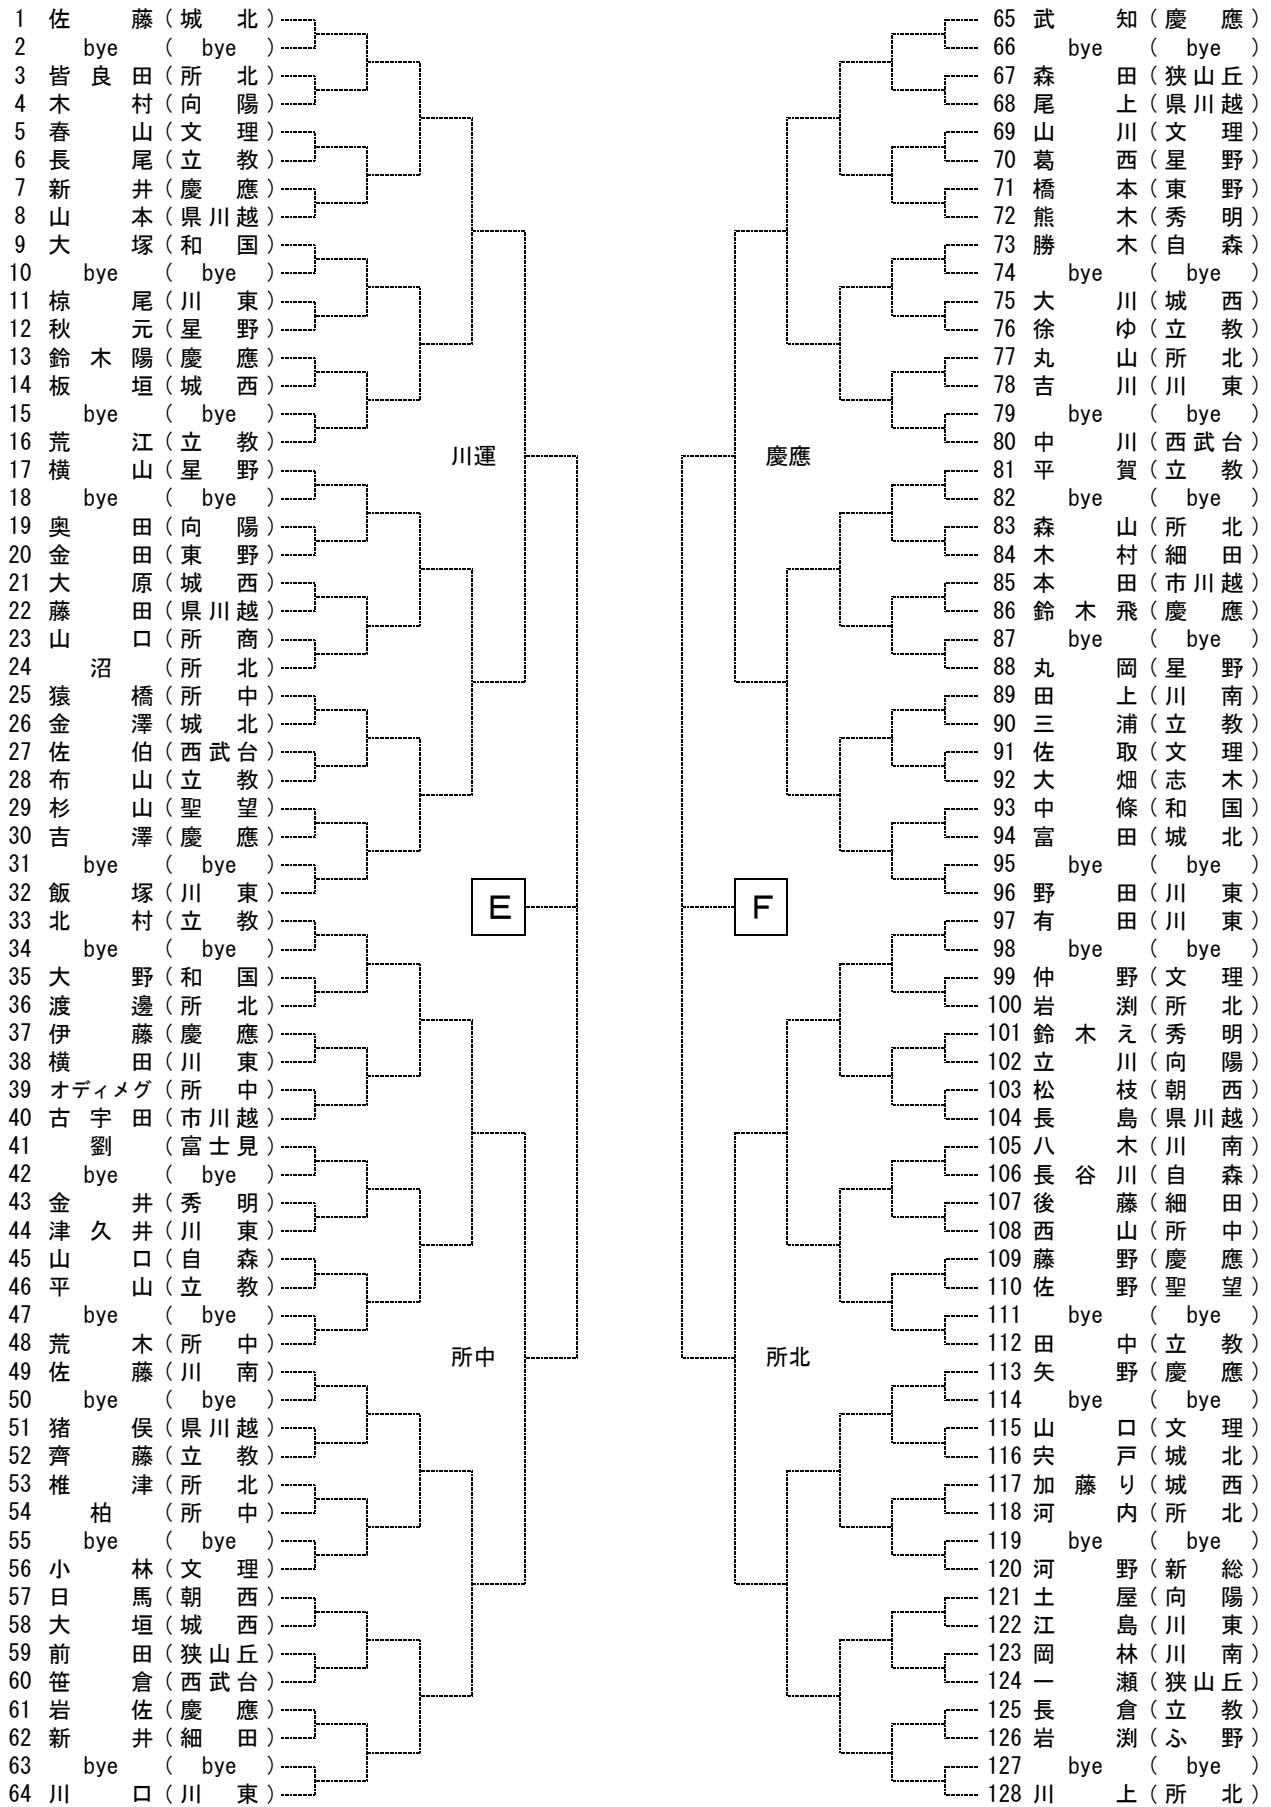 1 佐藤(城北)
2 bye(bye)
3 皆良田(所北)
4 木村(向陽)
5 春山(文理)
6 長尾(立教)
7 新井(慶應)
8 山本(県川越)
9 大塚(和国)
10 bye(bye)
11 椋尾(川東)
12 秋元(星野)
13 鈴木陽(慶應)
14 板垣(城西)
15 bye(bye)
16 荒江(立教)
17 横山(星野)
18 bye(bye)
19 奥田(向陽)
20 金田(東野)
21 大原(城西)
22 藤田(県川越)
23 山口(所商)
24 沼(所北)
25 猿橋(所中)
26 金澤(城北)
27 佐伯(西武台)
28 布山(立教)
29 杉山(聖望)
30 吉澤(慶應)
31 bye(bye)
32 飯塚(川東)
33 北村(立教)
34 bye(bye)
35 大野(和国)
36 渡邊(所北)
37 伊藤(慶應)
38 横田(川東)
39 オディメグ(所中)
40 古宇田(市川越)
41 劉(富士見)
42 bye(bye)
43 金井(秀明)
44 津久井(川東)
45 山口(自森)
46 平山(立教)
47 bye(bye)
48 荒木(所中)
49 佐藤(川南)
50 bye(bye)
51 猪俣(県川越)
52 齊藤(立教)
53 椎津(所北)
54 柏(所中)
55 bye(bye)
56 小林(文理)
57 日馬(朝西)
58 大垣(城西)
59 前田(狭山丘)
60 笹倉(西武台)
61 岩佐(慶應)
62 新井(細田)
63 bye(bye)
64 川口(川東)
川運
E
所中
慶應
F
所北
65 武知(慶應)
66 bye(bye)
67 森田(狭山丘)
68 尾上(県川越)
69 山川(文理)
70 葛西(星野)
71 橋本(東野)
72 熊木(秀明)
73 勝木(自森)
74 bye(bye)
75 大川(城西)
76 徐ゆ(立教)
77 丸山(所北)
78 吉川(川東)
79 bye(bye)
80 中川(西武台)
81 平賀(立教)
82 bye(bye)
83 森山(所北)
84 木村(細田)
85 本田(市川越)
86 鈴木飛(慶應)
87 bye(bye)
88 丸岡(星野)
89 田上(川南)
90 三浦(立教)
91 佐取(文理)
92 大畑(志木)
93 中條(和国)
94 富田(城北)
95 bye(bye)
96 野田(川東)
97 有田(川東)
98 bye(bye)
99 仲野(文理)
100 岩渕(所北)
101 鈴木え(秀明)
102 立川(向陽)
103 松枝(朝西)
104 長島(県川越)
105 八木(川南)
106 長谷川(自森)
107 後藤(細田)
108 西山(所中)
109 藤野(慶應)
110 佐野(聖望)
111 bye(bye)
112 田中(立教)
113 矢野(慶應)
114 bye(bye)
115 山口(文理)
116 宍戸(城北)
117 加藤り(城西)
118 河内(所北)
119 bye(bye)
120 河野(新総)
121 土屋(向陽)
122 江島(川東)
123 岡林(川南)
124 一瀬(狭山丘)
125 長倉(立教)
126 岩渕(ふ野)
127 bye(bye)
128 川上(所北)